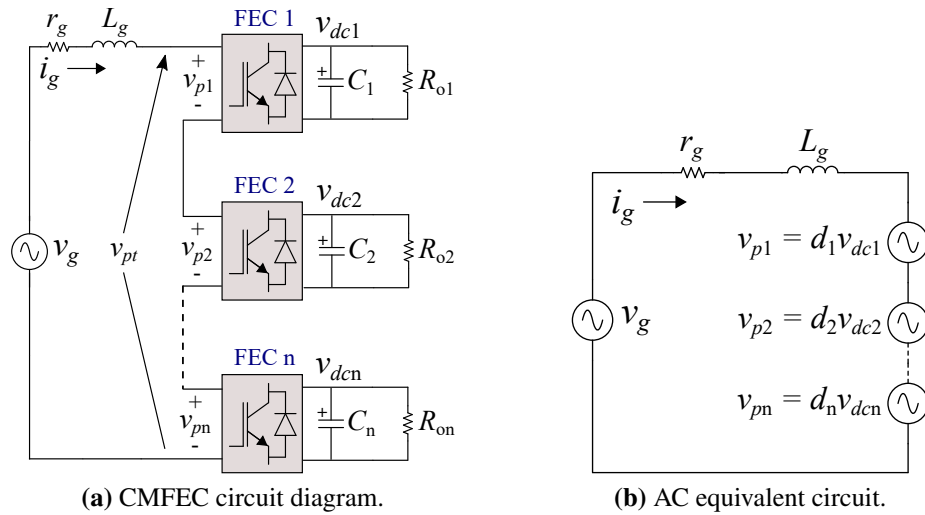 r_g L_g FEC 1 v_dc1
i_g + v_p1 - + C_1 R_o1
FEC 2 v_dc2
v_g v_pt + v_p2 - + C_2 R_o2
FEC n v_dcn
+ v_pn - + C_n R_on
(a) CMFEC circuit diagram.
r_g L_g
i_g
v_p1 = d_1v_dc1
v_g v_p2 = d_2v_dc2
v_pn = d_nv_dcn
(b) AC equivalent circuit.